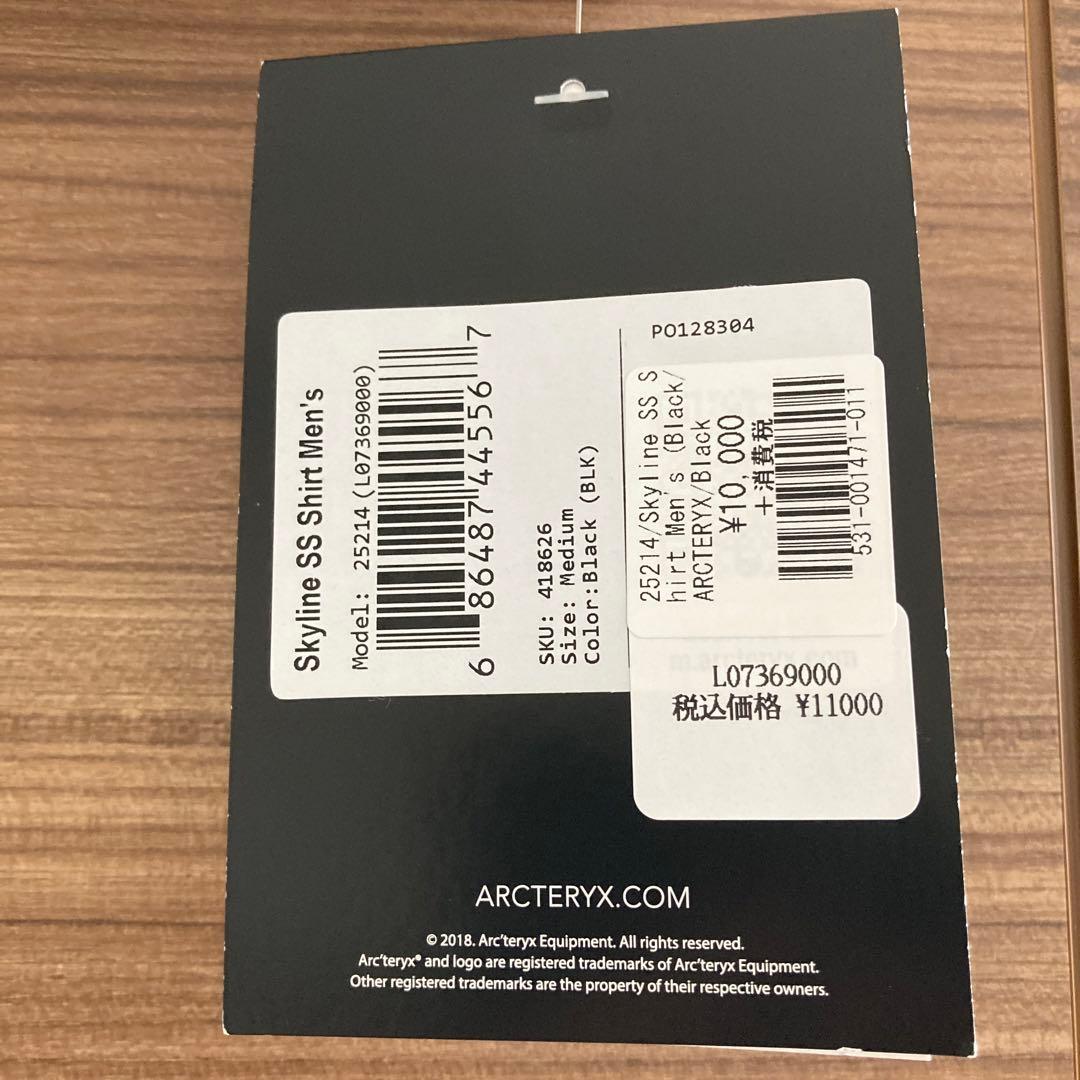 Skyline SS Shirt Men's
Model: 25214(L07369000)
6 86487 44556 7
SKU: 418626
Size: Medium
Color:Black (BLK)
PO128304
25214/Skyline SS S
hirt Men's (Black/
ARCTERYX/Black
¥10,000
+消費税
531-001471-011
L07369000
税込価格 ¥11000
ARCTERYX.COM
© 2018. Arc'teryx Equipment. All rights reserved.
Arc'teryx® and logo are registered trademarks of Arc'teryx Equipment.
Other registered trademarks are the property of their respective owners.